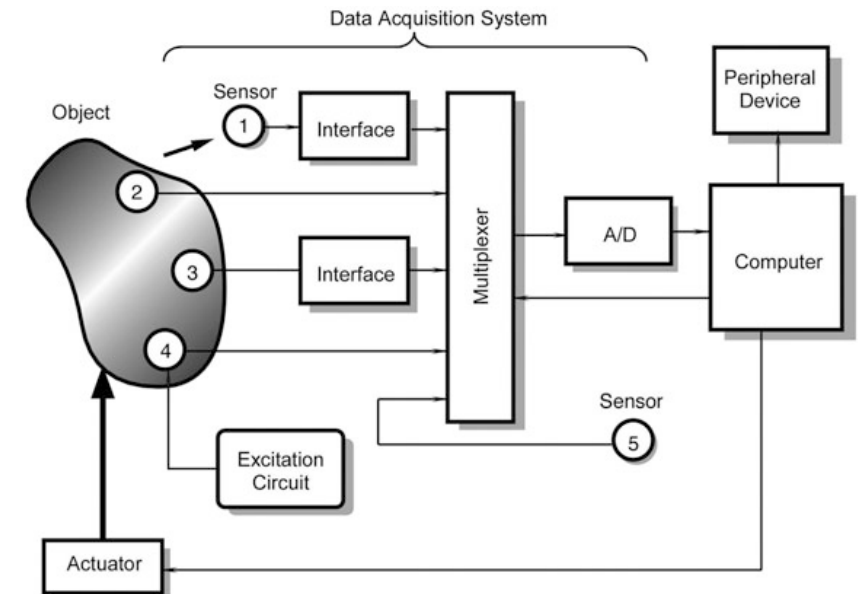 Data Acquisition System
Object
Sensor
1
Interface
Peripheral
Device
2
Multiplexer
A/D
Computer
3
Interface
4
Sensor
5
Excitation
Circuit
Actuator